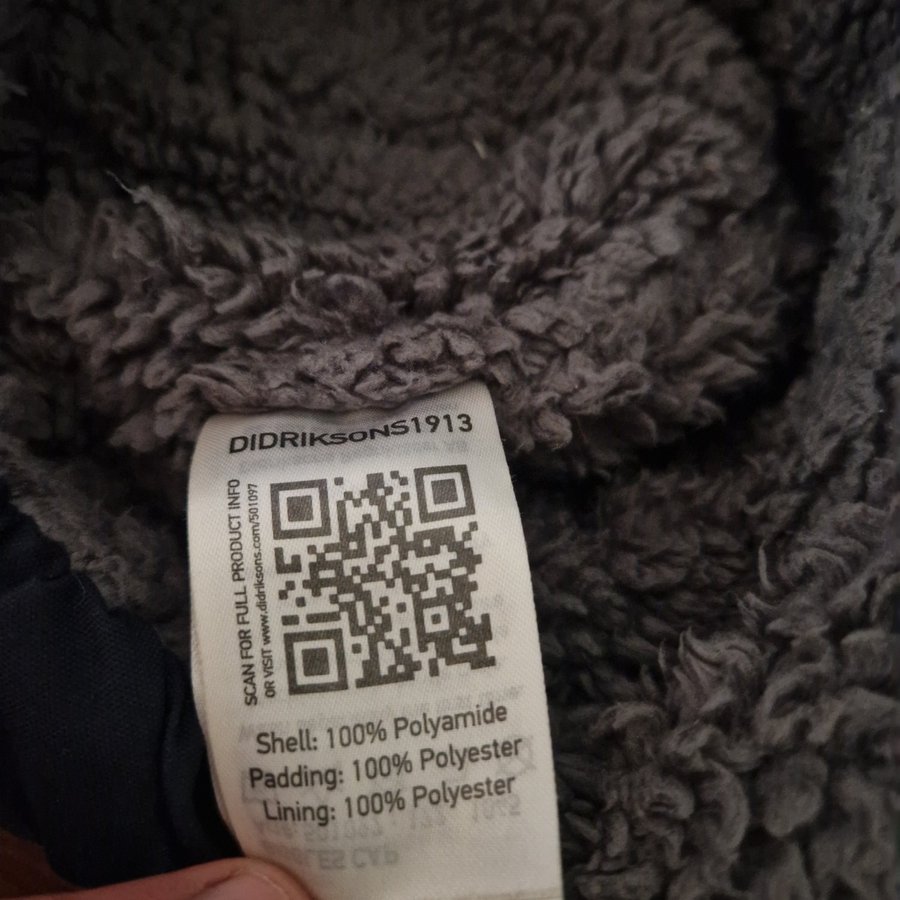 DIDRIKSONS1913
SCAN FOR FULL PRODUCT INFO
OR VISIT www.didriksons.com/501097
Shell: 100% Polyamide
Padding: 100% Polyester
Lining: 100% Polyester